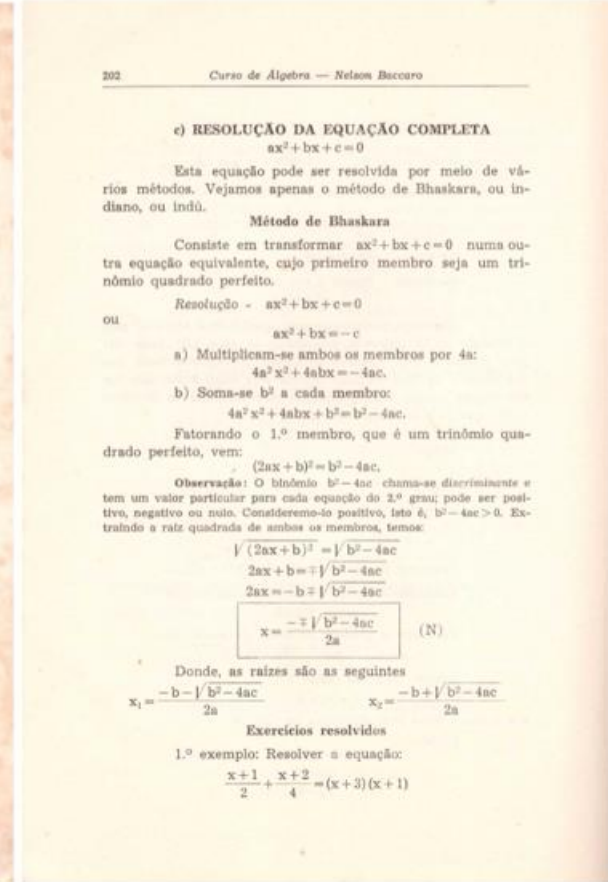 202 Curso de Álgebra — Nelson Baccaro
c) RESOLUÇÃO DA EQUAÇÃO COMPLETA
ax² + bx + c = 0
Esta equação pode ser resolvida por meio de vá-
rios métodos. Vejamos apenas o método de Bhaskara, ou in-
diano, ou indú.
Método de Bhaskara
Consiste em transformar ax² + bx + c = 0 numa ou-
tra equação equivalente, cujo primeiro membro seja um tri-
nômio quadrado perfeito.
Resolução - ax² + bx + c = 0
ou
ax² + bx = - c
a) Multiplicam-se ambos os membros por 4a:
4a² x² + 4abx = - 4ac.
b) Soma-se b² a cada membro:
4a² x² + 4abx + b² = b² - 4ac.
Fatorando o 1.º membro, que é um trinômio qua-
drado perfeito, vem:
(2ax + b)² = b² - 4ac.
Observação: O binômio b² - 4ac chama-se discriminante e
tem um valor particular para cada equação do 2.º grau; pode ser posi-
tivo, negativo ou nulo. Consideremo-lo positivo, isto é, b² - 4ac > 0. Ex-
traindo a raiz quadrada de ambos os membros, temos:
√(2ax + b)² = √b² - 4ac
2ax + b = ∓ √b² - 4ac
2ax = - b ∓ √b² - 4ac
x = - ∓ √b² - 4ac / 2a (N)
Donde, as raízes são as seguintes
x₁ = - b - √b² - 4ac / 2a x₂ = - b + √b² - 4ac / 2a
Exercícios resolvidos
1.º exemplo: Resolver a equação:
x + 1 / 2 + x + 2 / 4 = (x + 3) (x + 1)